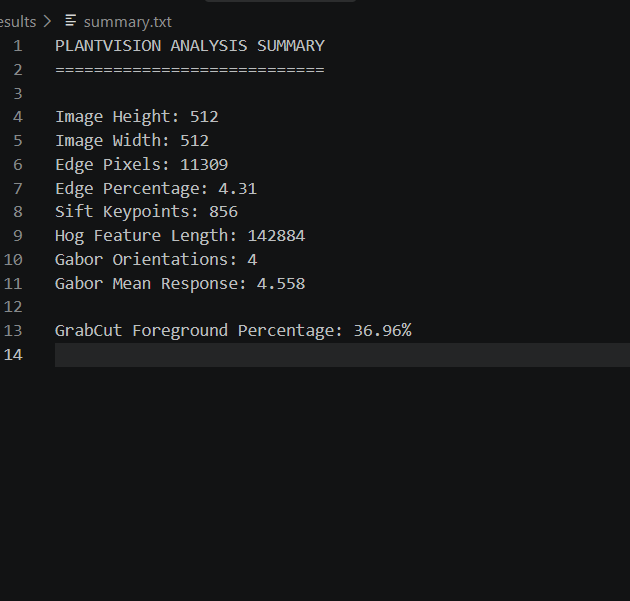 esults > summary.txt
1 PLANTVISION ANALYSIS SUMMARY
2 ============================
3
4 Image Height: 512
5 Image Width: 512
6 Edge Pixels: 11309
7 Edge Percentage: 4.31
8 Sift Keypoints: 856
9 Hog Feature Length: 142884
10 Gabor Orientations: 4
11 Gabor Mean Response: 4.558
12
13 GrabCut Foreground Percentage: 36.96%
14